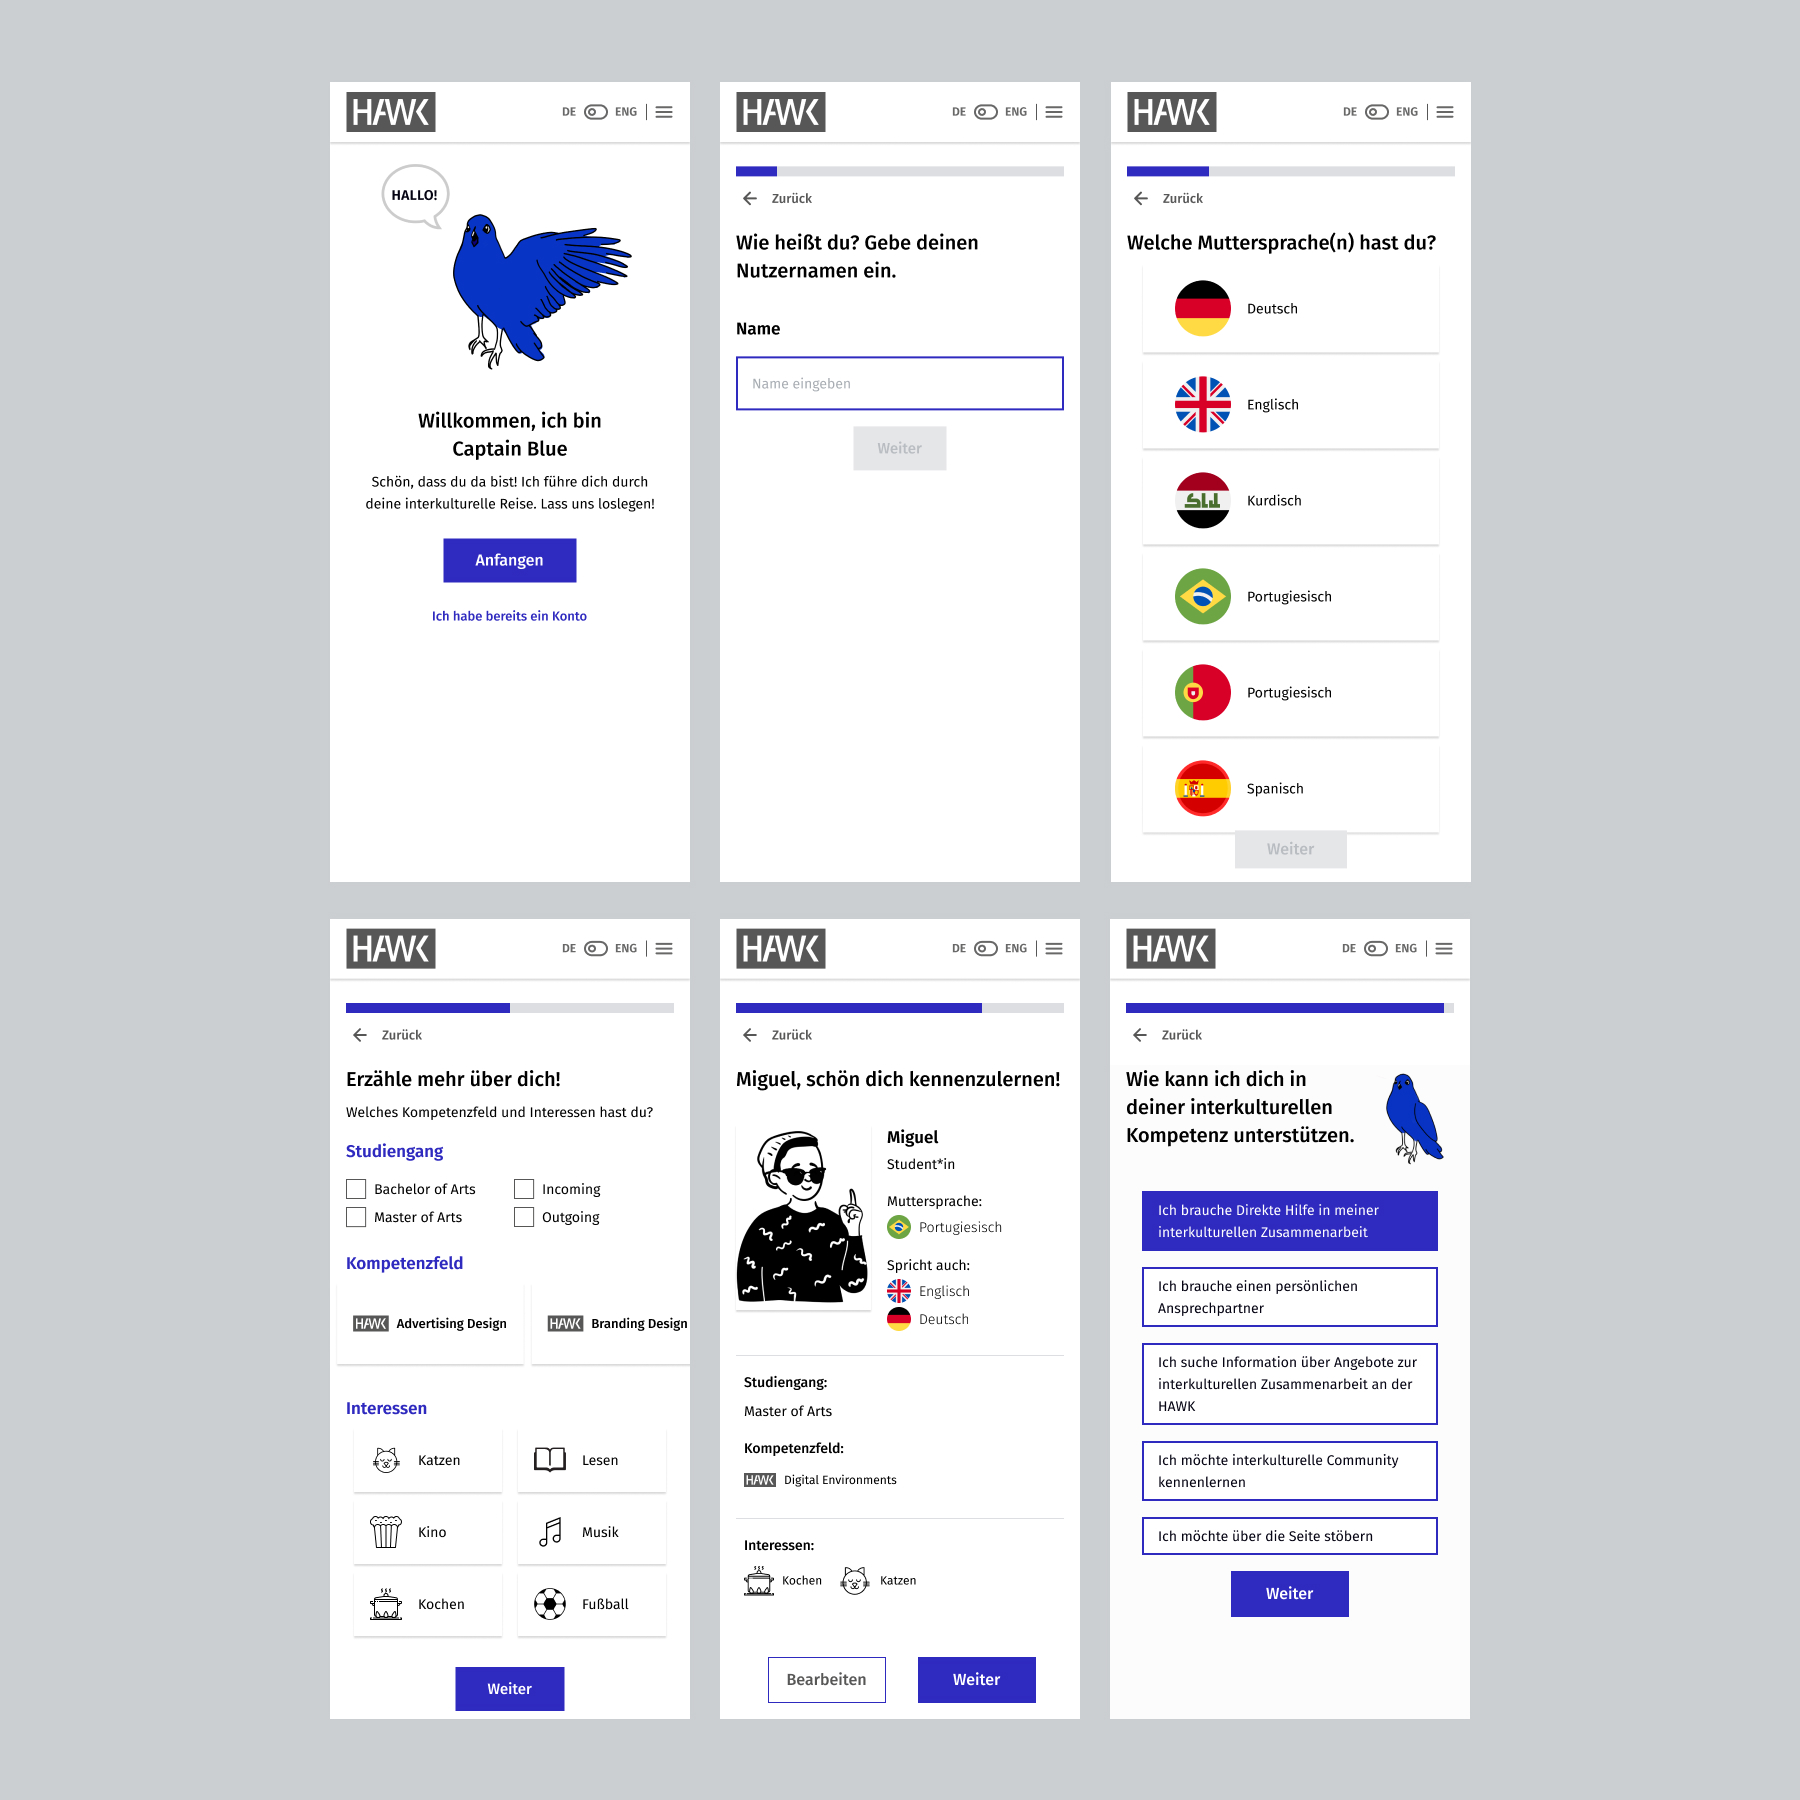 HAWK
DE ENG
HALLO!
Willkommen, ich bin
Captain Blue
Schön, dass du da bist! Ich führe dich durch
deine interkulturelle Reise. Lass uns loslegen!
Anfangen
Ich habe bereits ein Konto
HAWK
DE ENG
Zurück
Wie heißt du? Gebe deinen
Nutzernamen ein.
Name
Name eingeben
Weiter
HAWK
DE ENG
Zurück
Welche Muttersprache(n) hast du?
Deutsch
Englisch
Kurdisch
Portugiesisch
Portugiesisch
Spanisch
Weiter
HAWK
DE ENG
Zurück
Erzähle mehr über dich!
Welches Kompetenzfeld und Interessen hast du?
Studiengang
Bachelor of Arts Incoming
Master of Arts Outgoing
Kompetenzfeld
HAWK Advertising Design HAWK Branding Design
Interessen
Katzen Lesen
Kino Musik
Kochen Fußball
Weiter
HAWK
DE ENG
Zurück
Miguel, schön dich kennenzulernen!
Miguel
Student*in
Muttersprache:
Portugiesisch
Spricht auch:
Englisch
Deutsch
Studiengang:
Master of Arts
Kompetenzfeld:
HAWK Digital Environments
Interessen:
Kochen Katzen
Bearbeiten Weiter
HAWK
DE ENG
Zurück
Wie kann ich dich in
deiner interkulturellen
Kompetenz unterstützen.
Ich brauche Direkte Hilfe in meiner
interkulturellen Zusammenarbeit
Ich brauche einen persönlichen
Ansprechpartner
Ich suche Information über Angebote zur
interkulturellen Zusammenarbeit an der
HAWK
Ich möchte interkulturelle Community
kennenlernen
Ich möchte über die Seite stöbern
Weiter